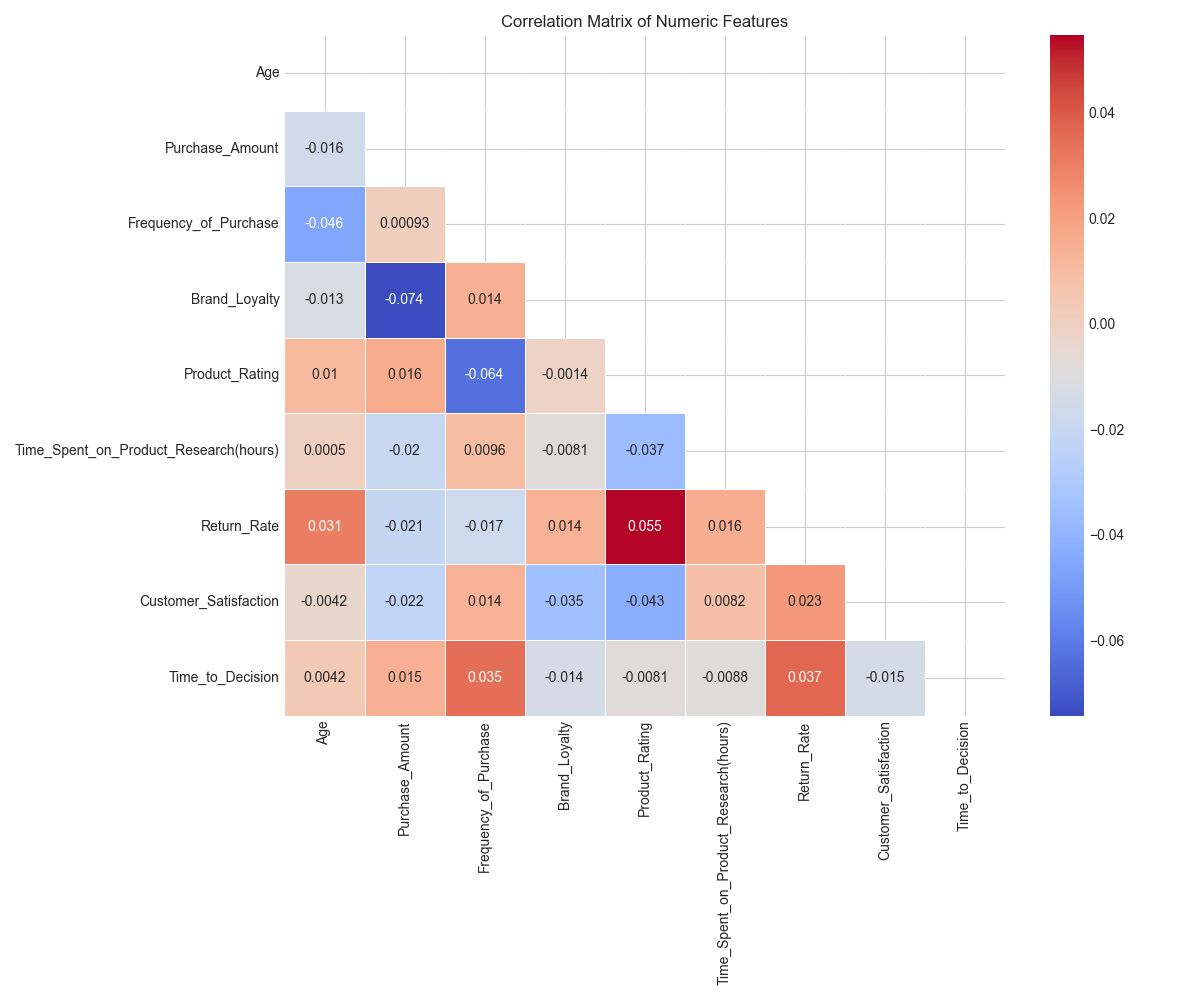 Correlation Matrix of Numeric Features
Age
0.04
Purchase_Amount -0.016
Frequency_of_Purchase -0.046 0.00093
0.02
Brand_Loyalty -0.013 -0.074 0.014
0.00
Product_Rating 0.01 0.016 -0.064 -0.0014
-0.02
Time_Spent_on_Product_Research(hours) 0.0005 -0.02 0.0096 -0.0081 -0.037
Return_Rate 0.031 -0.021 -0.017 0.014 0.055 0.016
-0.04
Customer_Satisfaction -0.0042 -0.022 0.014 -0.035 -0.043 0.0082 0.023
-0.06
Time_to_Decision 0.0042 0.015 0.035 -0.014 -0.0081 -0.0088 0.037 -0.015
Age
Purchase_Amount
Frequency_of_Purchase
Brand_Loyalty
Product_Rating
Time_Spent_on_Product_Research(hours)
Return_Rate
Customer_Satisfaction
Time_to_Decision